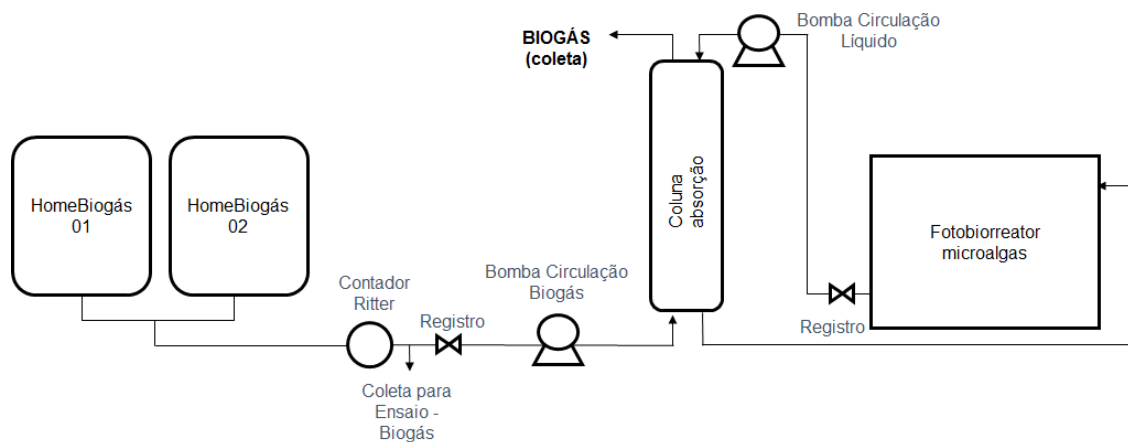 BIOGÁS
(coleta)
Bomba Circulação
Líquido
HomeBiogás
01
HomeBiogás
02
Coluna
absorção
Fotobiorreator
microalgas
Contador
Ritter
Registro
Bomba Circulação
Biogás
Registro
Coleta para
Ensaio -
Biogás